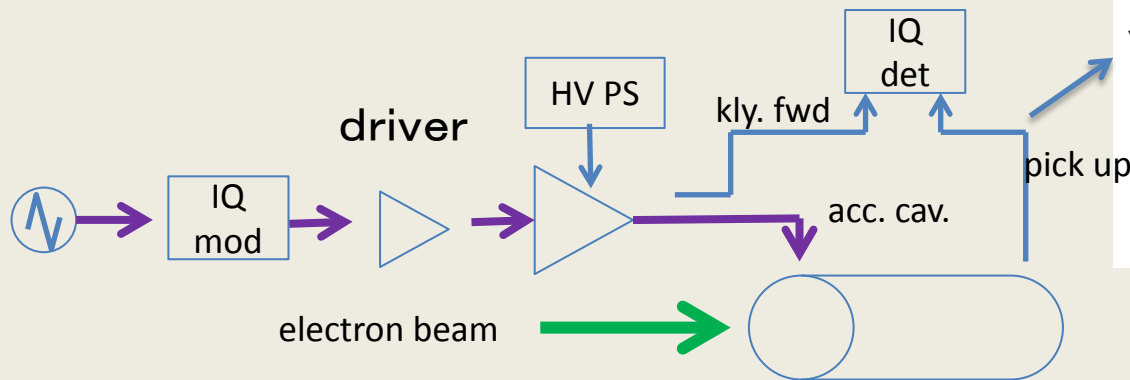 IQ
det
HV PS
kly. fwd
driver
pick up
IQ
mod
acc. cav.
electron beam